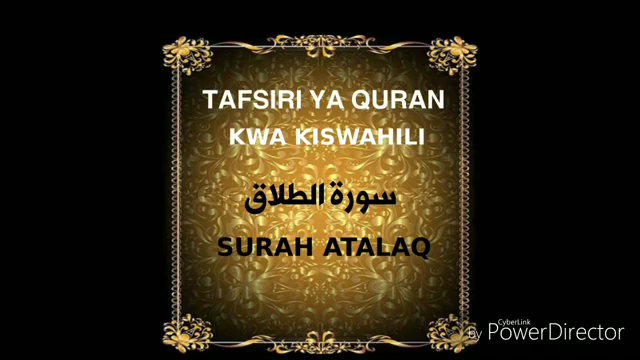 TAFSIRI YA QURAN
KWA KISWAHILI
سورة الطلاق
SURAH ATALAQ
CyberLink
by PowerDirector